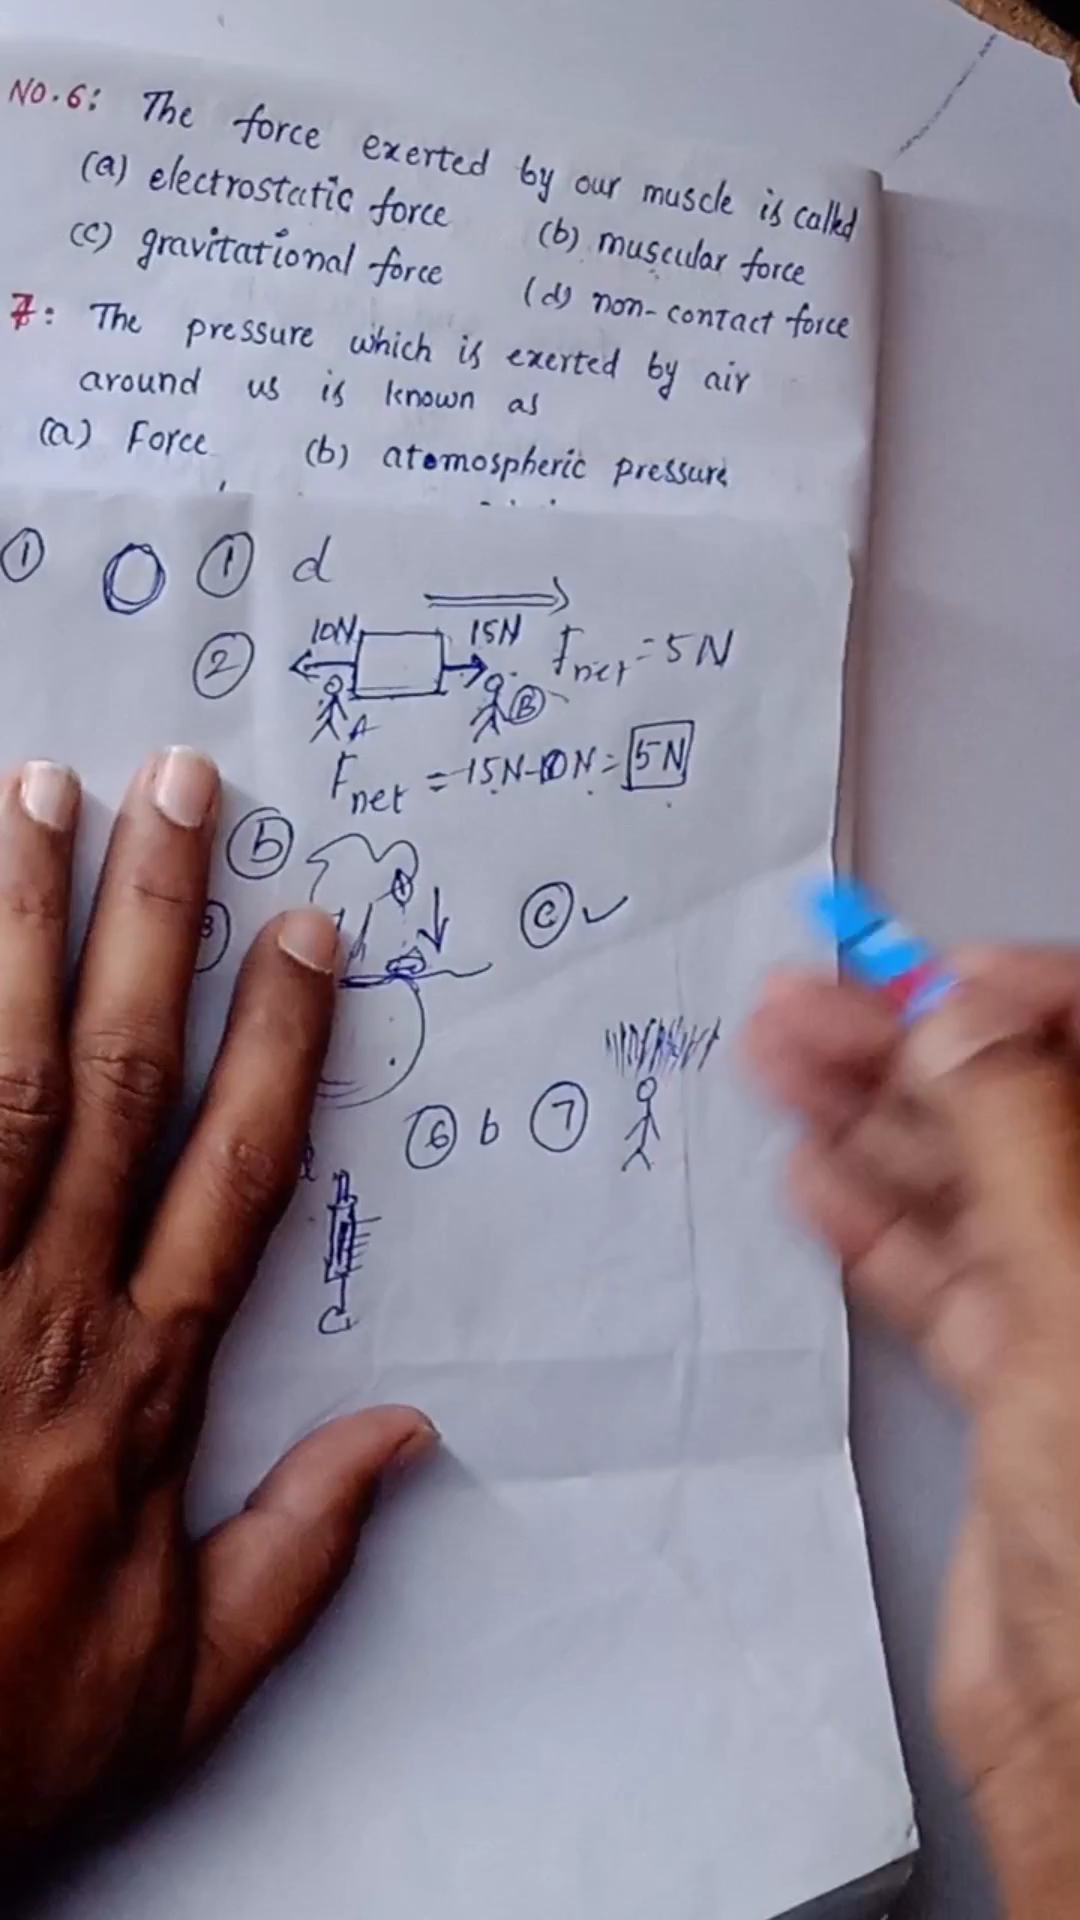 NO.6: The force exerted by our muscle is called
(a) electrostatic force (b) muscular force
(c) gravitational force (d) non-contact force
7: The pressure which is exerted by air
around us is known as
(a) Force (b) atomospheric pressure
① ① d
② 10N 15N Fnet = 5N
A B
Fnet = 15N-10N = 5N
b
3 c ✓
6 b 7